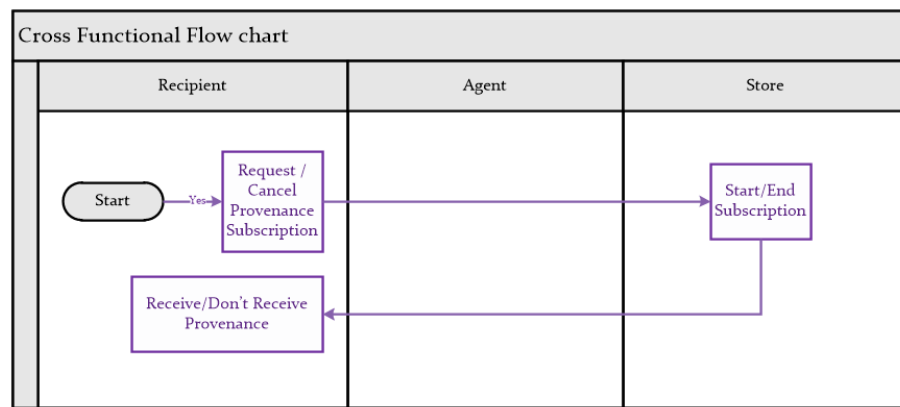 Cross Functional Flow chart
Recipient
Agent
Store
Start
Yes
Request /
Cancel
Provenance
Subscription
Start/End
Subscription
Receive/Don't Receive
Provenance